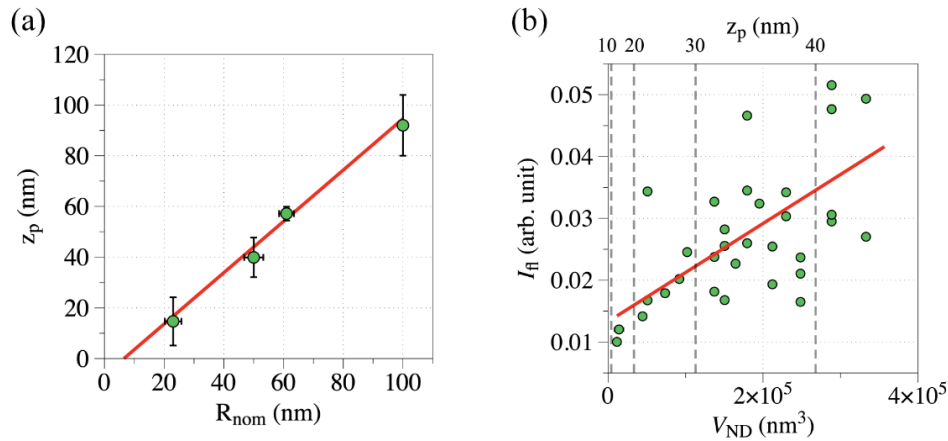 (a)
120
100
80
60
40
20
0
z_p (nm)
0 20 40 60 80 100
R_nom (nm)
(b)
z_p (nm)
10 20 30 40
0.05
0.04
0.03
0.02
0.01
I_fl (arb. unit)
0 2×10^5 4×10^5
V_ND (nm^3)